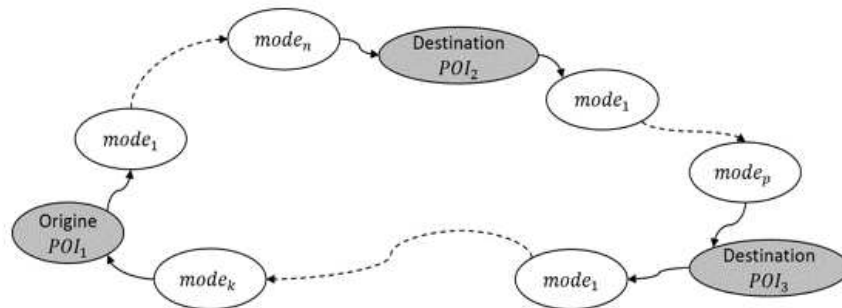 mode_n
Destination
POI_2
mode_1
mode_1
mode_p
Origine
POI_1
mode_k
mode_1
Destination
POI_3